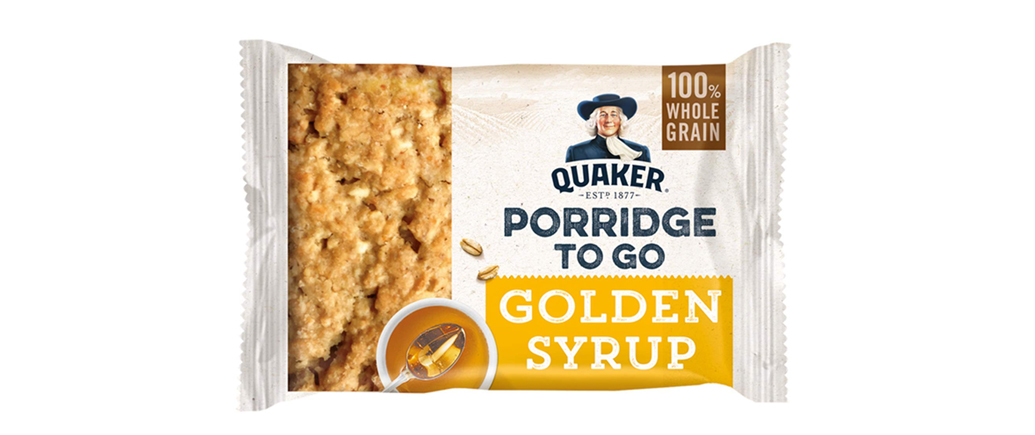 100%
WHOLE
GRAIN
QUAKER
ESTD 1877
PORRIDGE
TO GO
GOLDEN
SYRUP